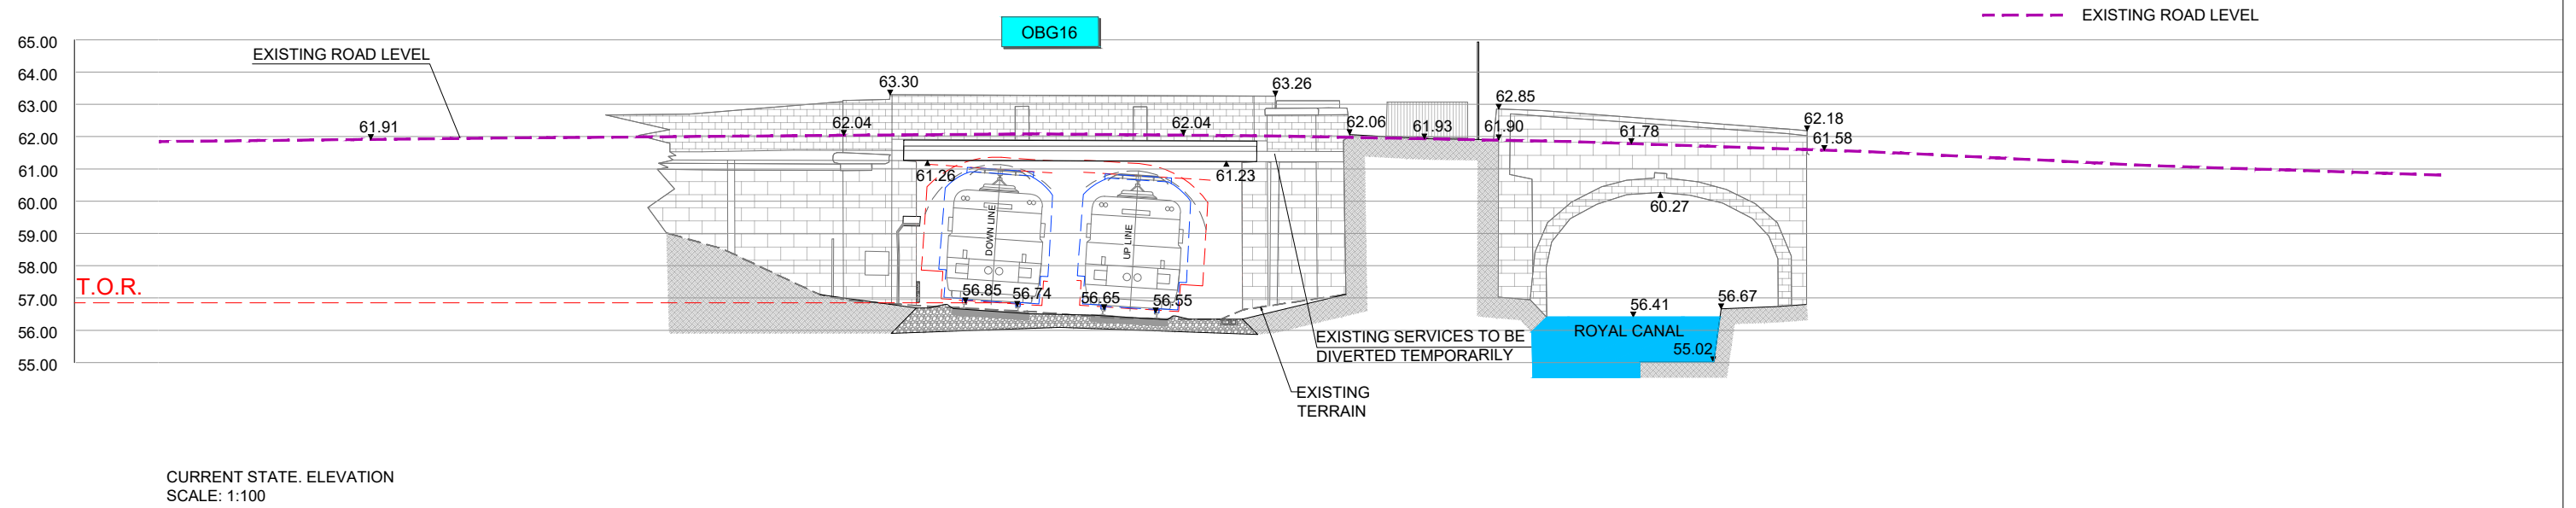 EXISTING ROAD LEVEL
OBG16
65.00
EXISTING ROAD LEVEL
64.00
63.30
63.26
63.00
62.85
61.91
62.04
62.04
62.06
61.93
61.90
61.78
62.18
61.58
62.00
61.00
61.26
61.23
60.00
60.27
59.00
DOWN LINE
UP LINE
58.00
T.O.R.
57.00
56.85
56.74
56.65
56.55
56.41
56.67
56.00
ROYAL CANAL
EXISTING SERVICES TO BE
DIVERTED TEMPORARILY
55.02
55.00
EXISTING
TERRAIN
CURRENT STATE. ELEVATION
SCALE: 1:100